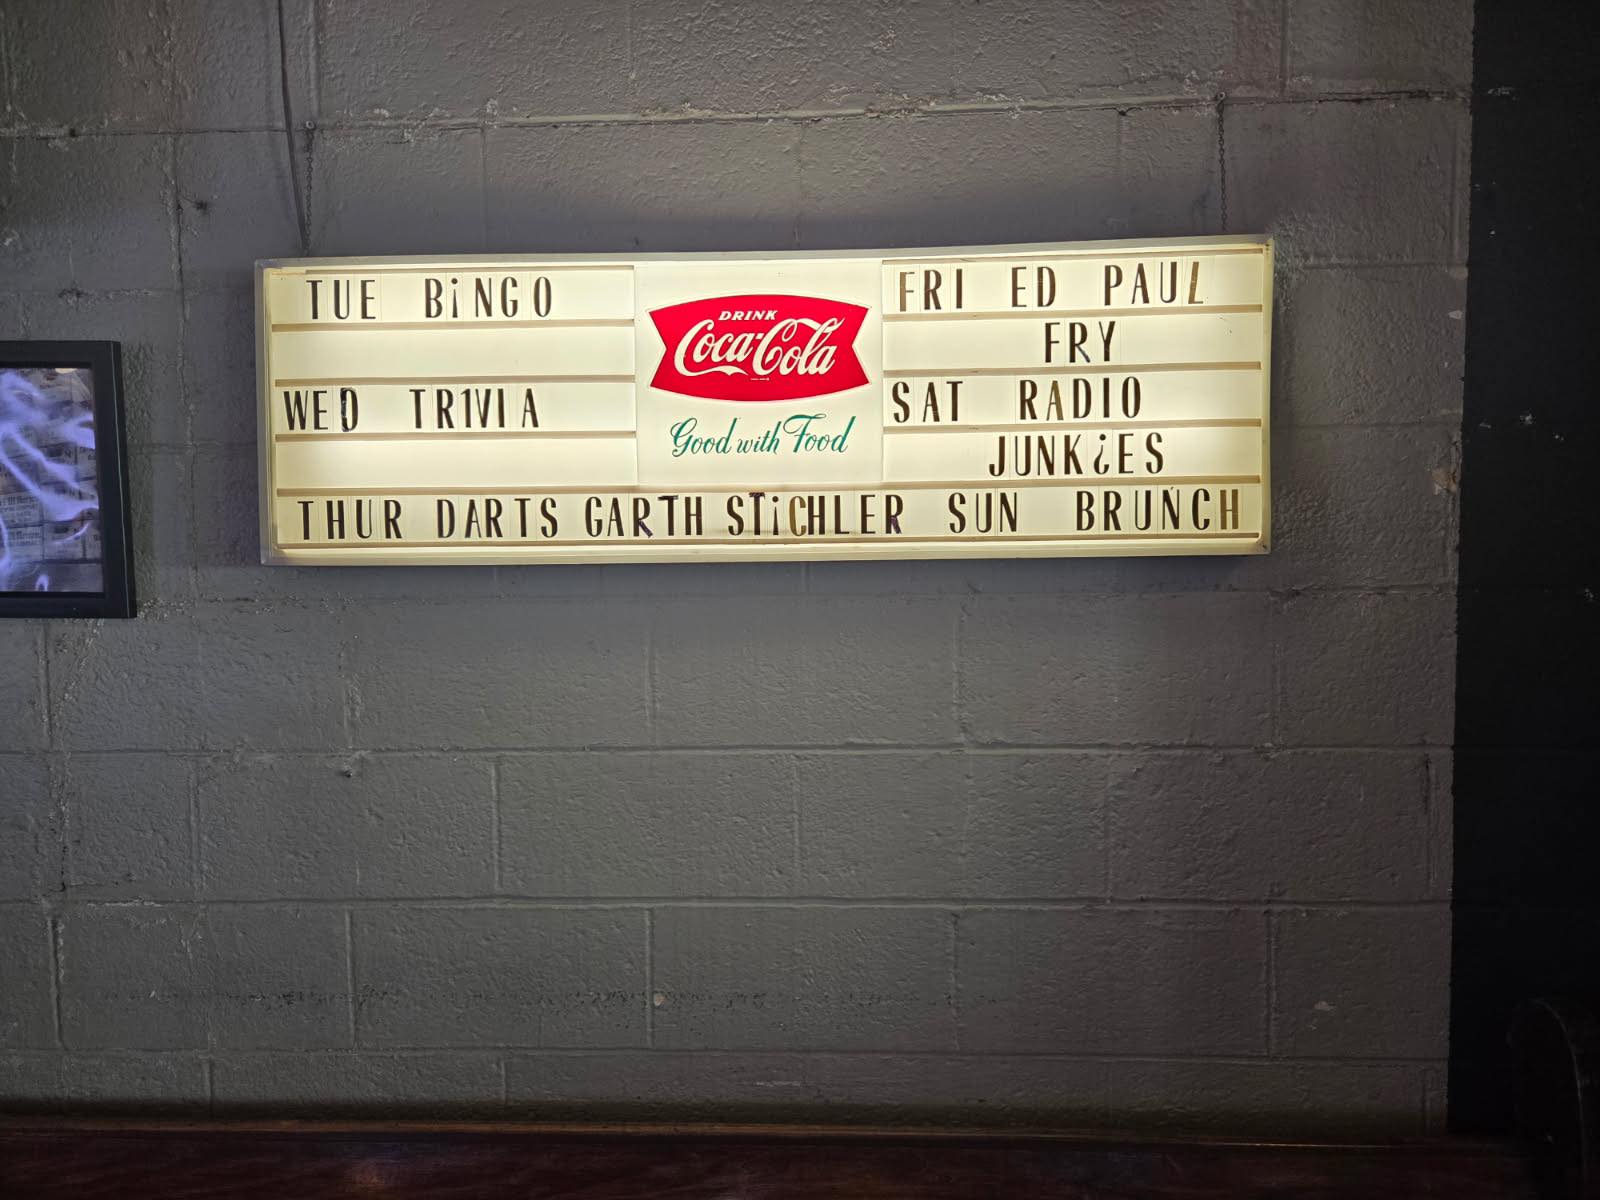 TUE BiNGO
WED TR1VIA
THUR DARTS GARTH STiCHLER SUN BRUNCH
DRINK
Coca-Cola
Good with Food
FRI ED PAUL
FRY
SAT RADIO
JUNK¿ES